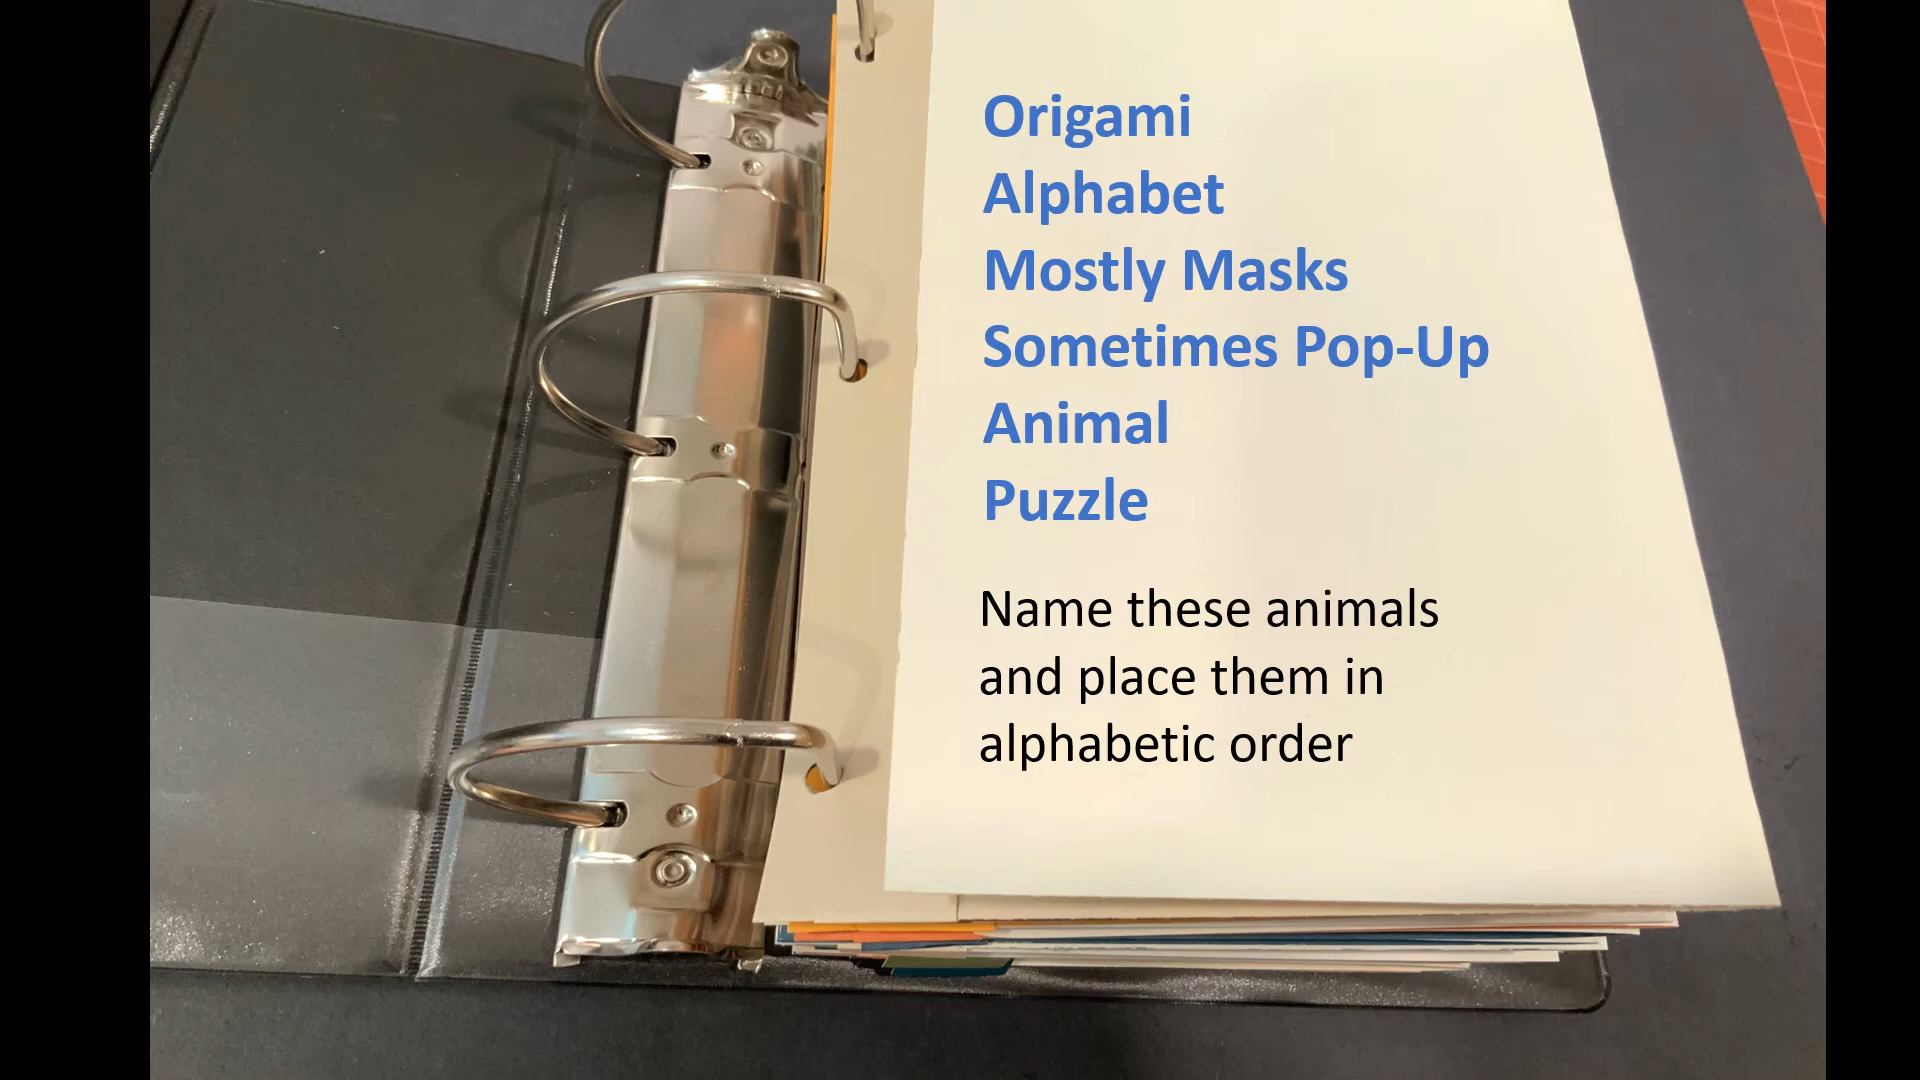 Origami
Alphabet
Mostly Masks
Sometimes Pop-Up
Animal
Puzzle
Name these animals
and place them in
alphabetic order